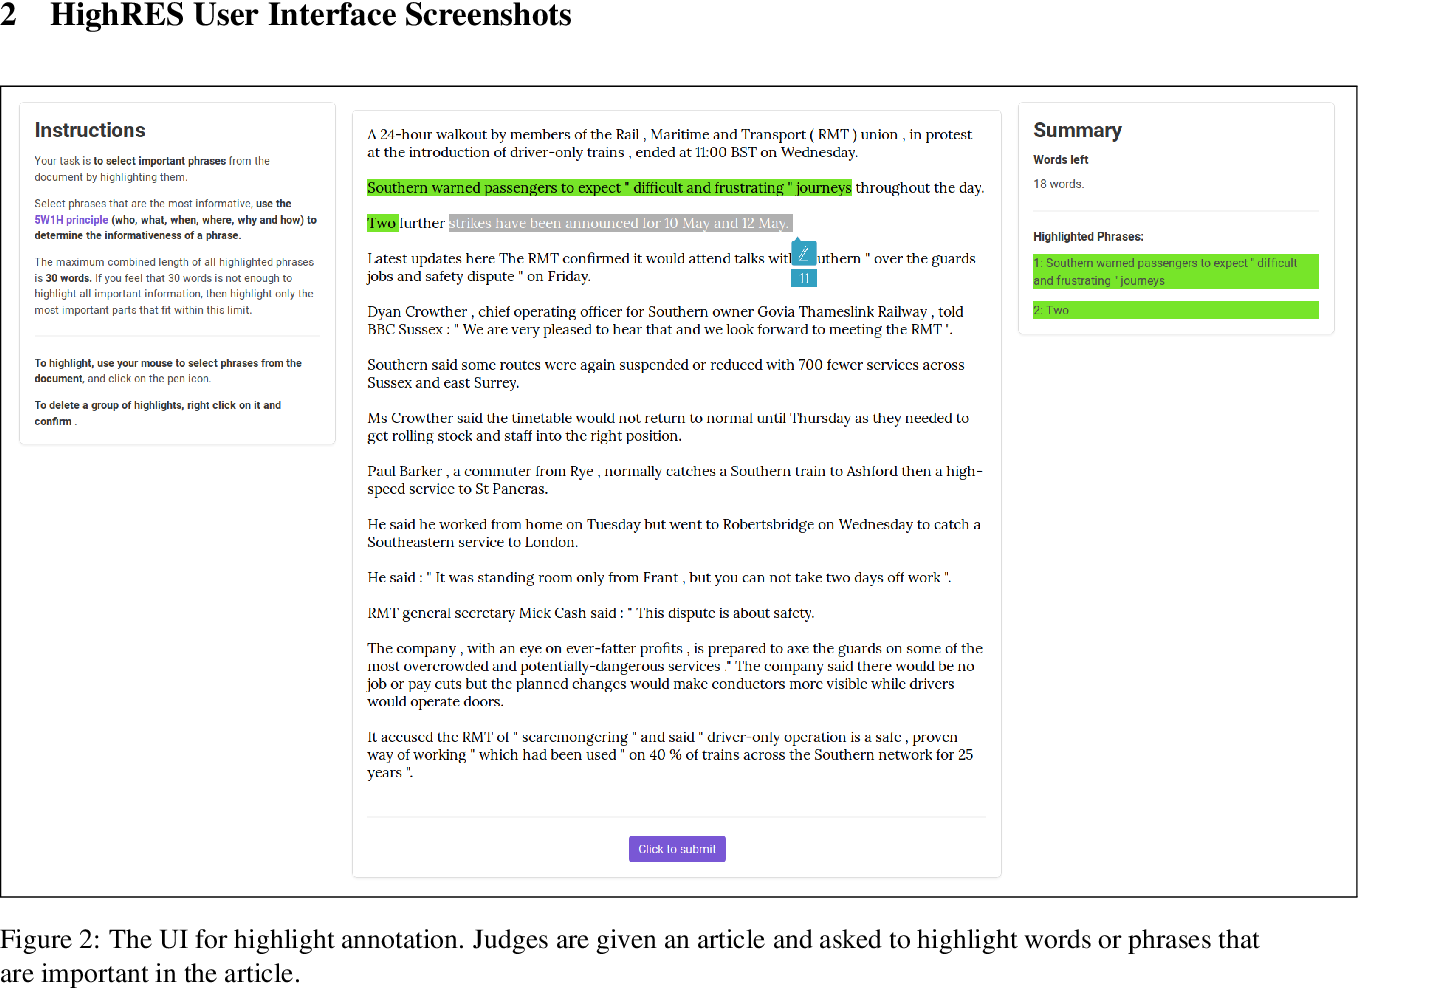 2 HighRES User Interface Screenshots
Instructions
Your task is to select important phrases from the
document by highlighting them.
Select phrases that are the most informative, use the
5W1H principle (who, what, when, where, why and how) to
determine the informativeness of a phrase.
The maximum combined length of all highlighted phrases
is 30 words. If you feel that 30 words is not enough to
highlight all important information, then highlight only the
most important parts that fit within this limit.
To highlight, use your mouse to select phrases from the
document, and click on the pen icon.
To delete a group of highlights, right click on it and
confirm .
A 24-hour walkout by members of the Rail , Maritime and Transport ( RMT ) union , in protest
at the introduction of driver-only trains , ended at 11:00 BST on Wednesday.
Southern warned passengers to expect " difficult and frustrating " journeys throughout the day.
Two further strikes have been announced for 10 May and 12 May.
Latest updates here The RMT confirmed it would attend talks with uthern " over the guards
jobs and safety dispute " on Friday.
11
Dyan Crowther , chief operating officer for Southern owner Govia Thameslink Railway , told
BBC Sussex : " We are very pleased to hear that and we look forward to meeting the RMT ".
Southern said some routes were again suspended or reduced with 700 fewer services across
Sussex and east Surrey.
Ms Crowther said the timetable would not return to normal until Thursday as they needed to
get rolling stock and staff into the right position.
Paul Barker , a commuter from Rye , normally catches a Southern train to Ashford then a high-
speed service to St Pancras.
He said he worked from home on Tuesday but went to Robertsbridge on Wednesday to catch a
Southeastern service to London.
He said : " It was standing room only from Frant , but you can not take two days off work ".
RMT general secretary Mick Cash said : " This dispute is about safety.
The company , with an eye on ever-fatter profits , is prepared to axe the guards on some of the
most overcrowded and potentially-dangerous services ." The company said there would be no
job or pay cuts but the planned changes would make conductors more visible while drivers
would operate doors.
It accused the RMT of " scaremongering " and said " driver-only operation is a safe , proven
way of working " which had been used " on 40 % of trains across the Southern network for 25
years ".
Click to submit
Summary
Words left
18 words.
Highlighted Phrases:
1: Southern warned passengers to expect " difficult
and frustrating " journeys
2: Two
Figure 2: The UI for highlight annotation. Judges are given an article and asked to highlight words or phrases that
are important in the article.